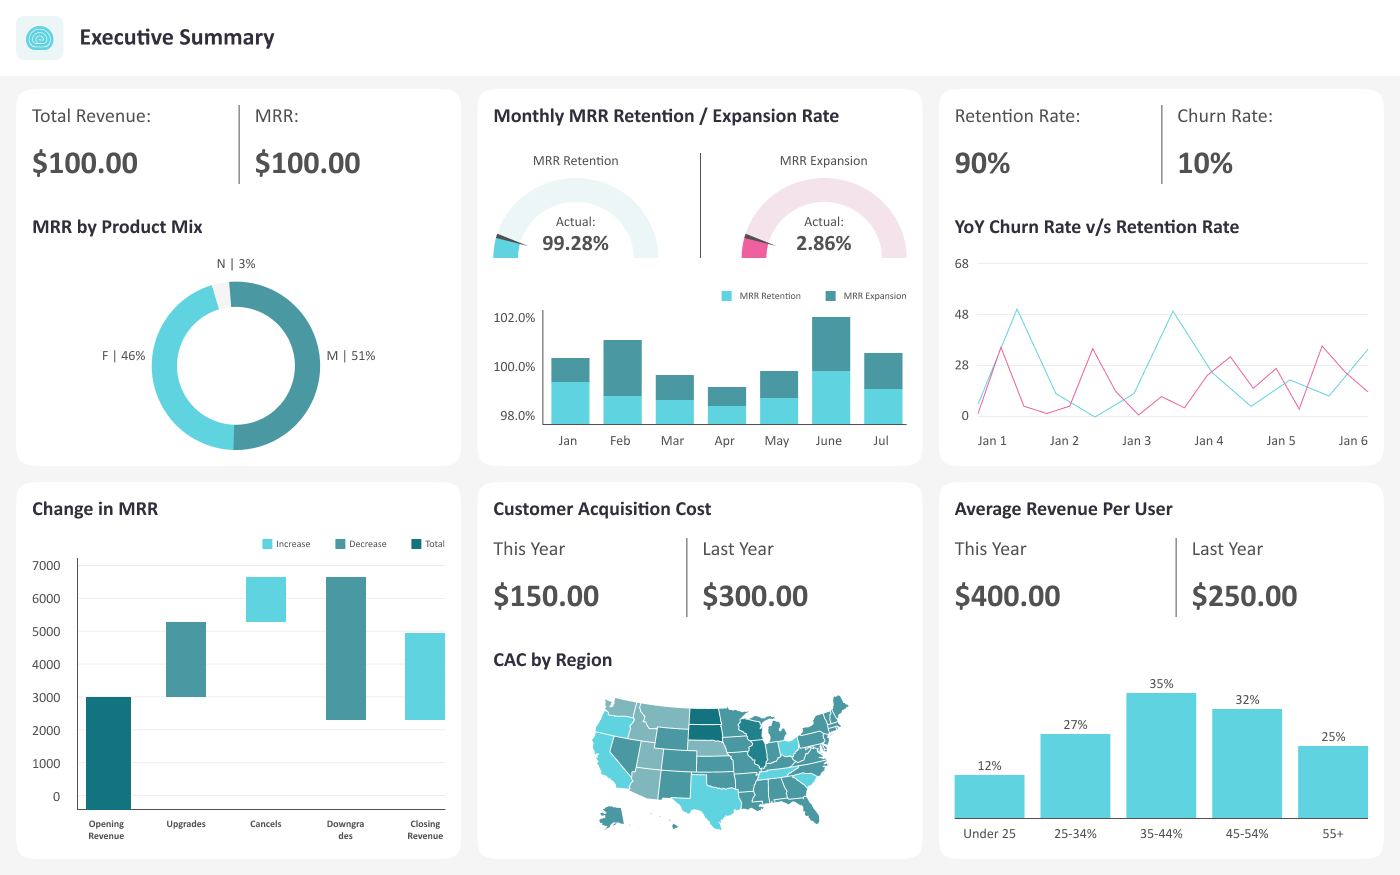 Executive Summary
Total Revenue:
$100.00
MRR:
$100.00
MRR by Product Mix
N | 3%
F | 46%
M | 51%
Monthly MRR Retention / Expansion Rate
MRR Retention
Actual:
99.28%
MRR Expansion
Actual:
2.86%
MRR Retention
MRR Expansion
102.0%
100.0%
98.0%
Jan Feb Mar Apr May June Jul
Retention Rate:
90%
Churn Rate:
10%
YoY Churn Rate v/s Retention Rate
68
48
28
0
Jan 1 Jan 2 Jan 3 Jan 4 Jan 5 Jan 6
Change in MRR
Increase Decrease Total
7000
6000
5000
4000
3000
2000
1000
0
Opening
Revenue
Upgrades
Cancels
Downgra
des
Closing
Revenue
Customer Acquisition Cost
This Year
$150.00
Last Year
$300.00
CAC by Region
Average Revenue Per User
This Year
$400.00
Last Year
$250.00
12%
27%
35%
32%
25%
Under 25 25-34% 35-44% 45-54% 55+